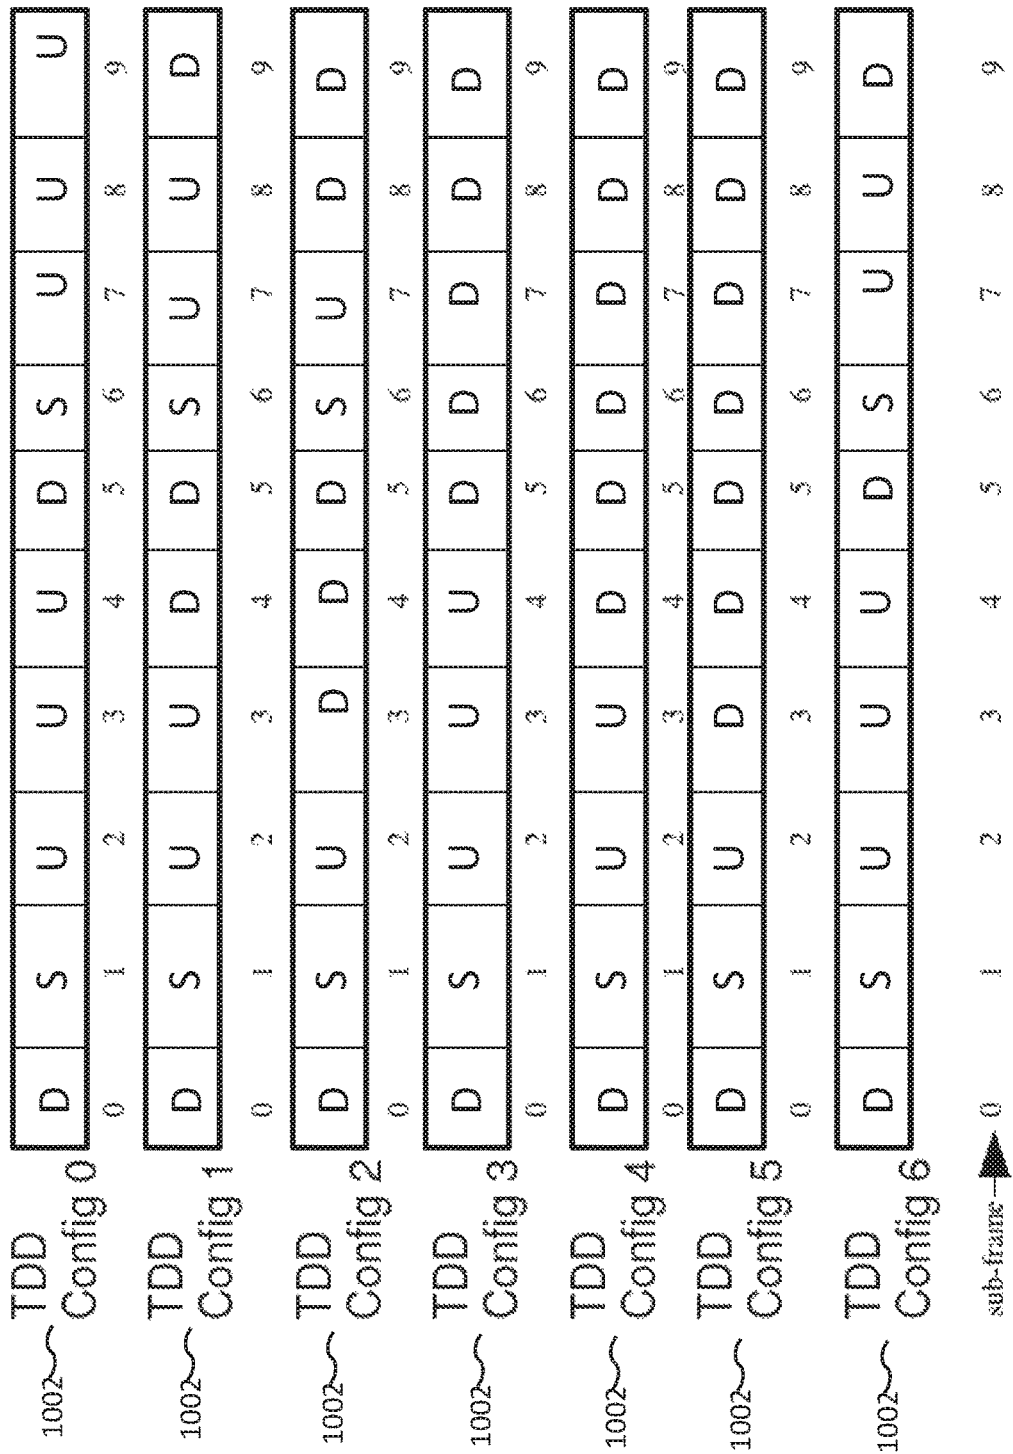 1002 TDD Config 0 D S U U U D S U U U
0 1 2 3 4 5 6 7 8 9
1002 TDD Config 1 D S U U D D S U U D
0 1 2 3 4 5 6 7 8 9
1002 TDD Config 2 D S U D D D S U D D
0 1 2 3 4 5 6 7 8 9
1002 TDD Config 3 D S U U U D D D D D
0 1 2 3 4 5 6 7 8 9
1002 TDD Config 4 D S U U D D D D D D
0 1 2 3 4 5 6 7 8 9
1002 TDD Config 5 D S U D D D D D D D
0 1 2 3 4 5 6 7 8 9
1002 TDD Config 6 D S U U U D S U U D
sub-frame 0 1 2 3 4 5 6 7 8 9